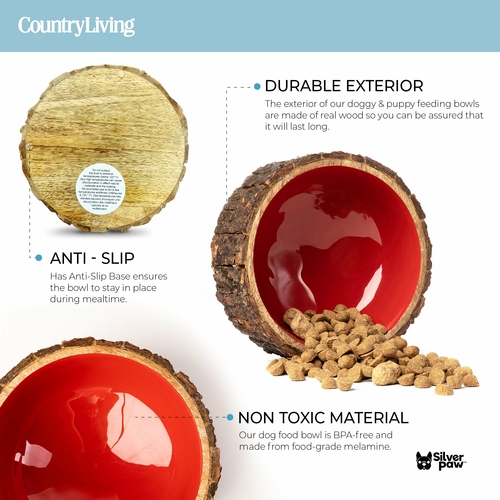 CountryLiving
DURABLE EXTERIOR
The exterior of our doggy & puppy feeding bowls
are made of real wood so you can be assured that
it will last long.
ANTI - SLIP
Has Anti-Slip Base ensures
the bowl to stay in place
during mealtime.
NON TOXIC MATERIAL
Our dog food bowl is BPA-free and
made from food-grade melamine.
Silver
paw